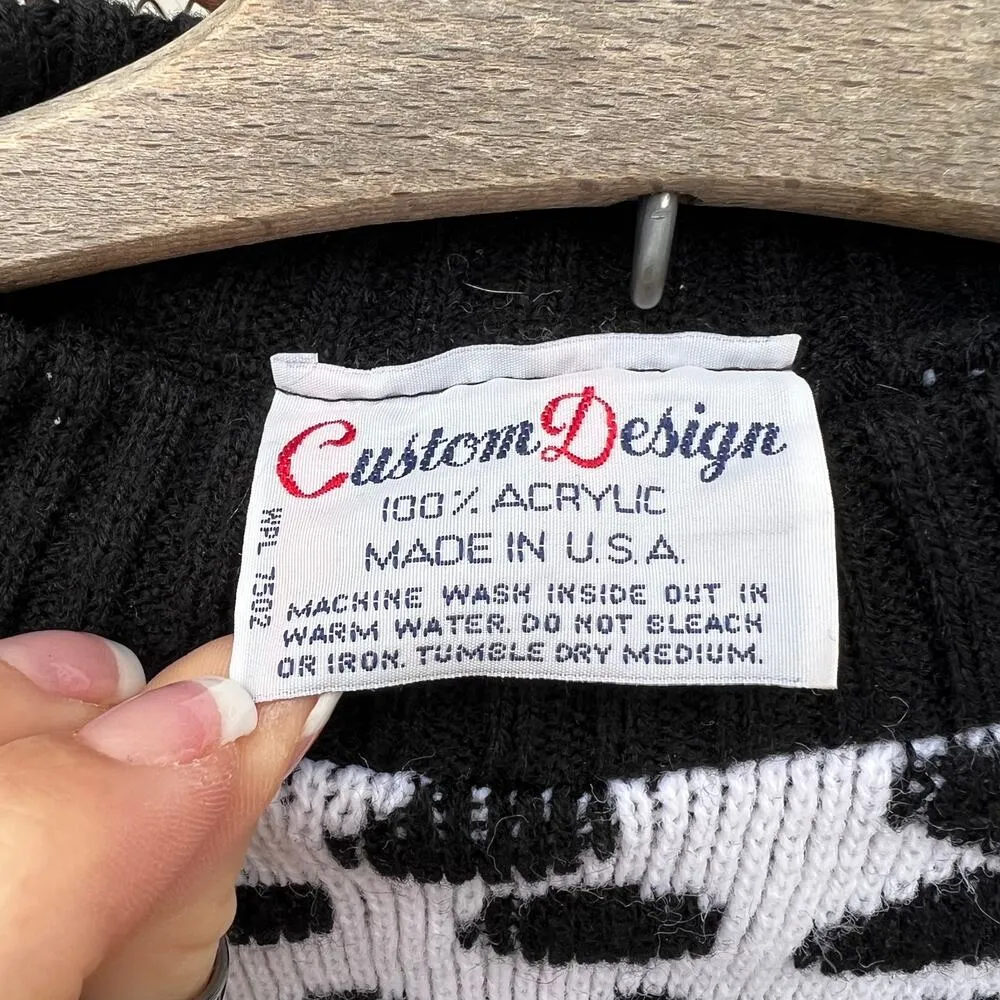 Custom Design
100% ACRYLIC
MADE IN U.S.A.
WPL 7502
MACHINE WASH INSIDE OUT IN
WARM WATER. DO NOT BLEACH
OR IRON. TUMBLE DRY MEDIUM.